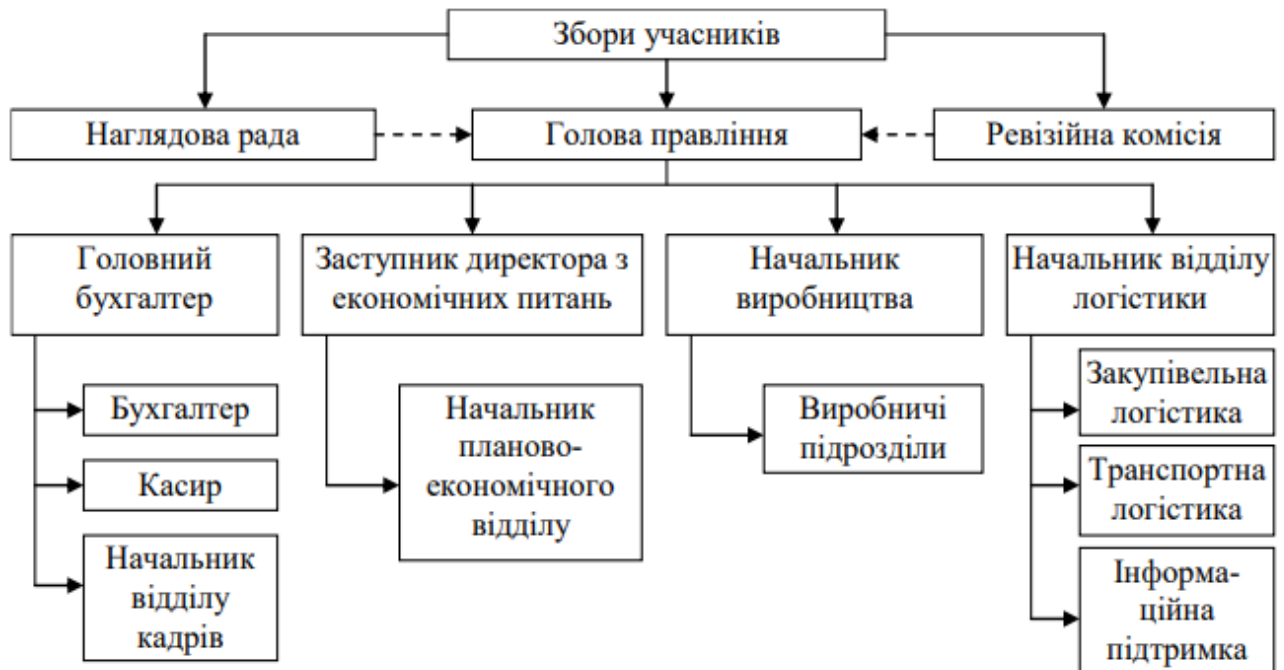 Збори учасників
Наглядова рада
Голова правління
Ревізійна комісія
Головний
бухгалтер
Заступник директора з
економічних питань
Начальник
виробництва
Начальник відділу
логістики
Бухгалтер
Касир
Начальник
відділу
кадрів
Начальник
планово-
економічного
відділу
Виробничі
підрозділи
Закупівельна
логістика
Транспортна
логістика
Інформа-
ційна
підтримка